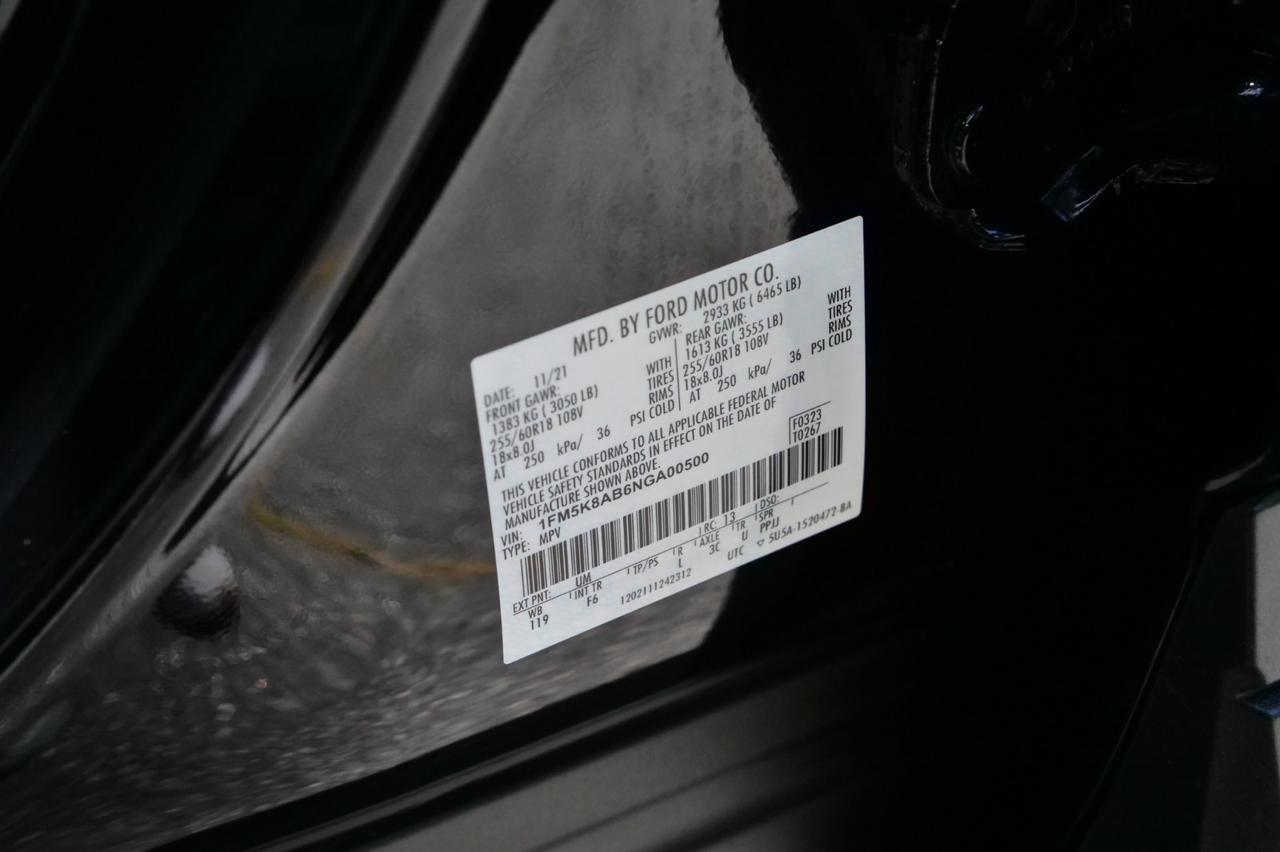 MFD. BY FORD MOTOR CO.
DATE: 11/21 GVWR: 2933 KG ( 6465 LB)
FRONT GAWR: REAR GAWR:
1383 KG ( 3050 LB) WITH 1613 KG ( 3555 LB) WITH
255/60R18 108V TIRES 255/60R18 108V TIRES
18x8.0J RIMS 18x8.0J RIMS
AT 250 kPa/ 36 PSI COLD AT 250 kPa/ 36 PSI COLD
THIS VEHICLE CONFORMS TO ALL APPLICABLE FEDERAL MOTOR
VEHICLE SAFETY STANDARDS IN EFFECT ON THE DATE OF
MANUFACTURE SHOWN ABOVE.
VIN: 1FM5K8AB6NGA00500 F0323
TYPE: MPV T0267
EXT PNT: UM RC: 13 DSO:
WB INT TR TP/PS R AXLE TR SPR
119 F6 L 3C U PPJJ
1202111242312 UTC ▽ 5U5A-1520472-BA